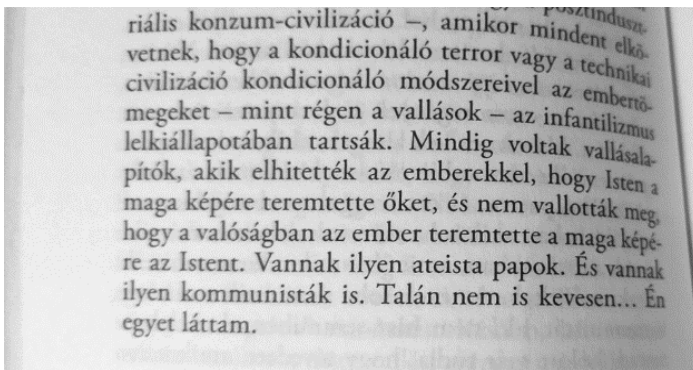 posztinduszt-
riális konzum-civilizáció –, amikor mindent elkö-
vetnek, hogy a kondicionáló terror vagy a technikai
civilizáció kondicionáló módszereivel az embertö-
megeket – mint régen a vallások – az infantilizmus
lelkiállapotában tartsák. Mindig voltak vallásala-
pítók, akik elhitették az emberekkel, hogy Isten a
maga képére teremtette őket, és nem vallották meg,
hogy a valóságban az ember teremtette a maga képé-
re az Istent. Vannak ilyen ateista papok. És vannak
ilyen kommunisták is. Talán nem is kevesen... Én
egyet láttam.